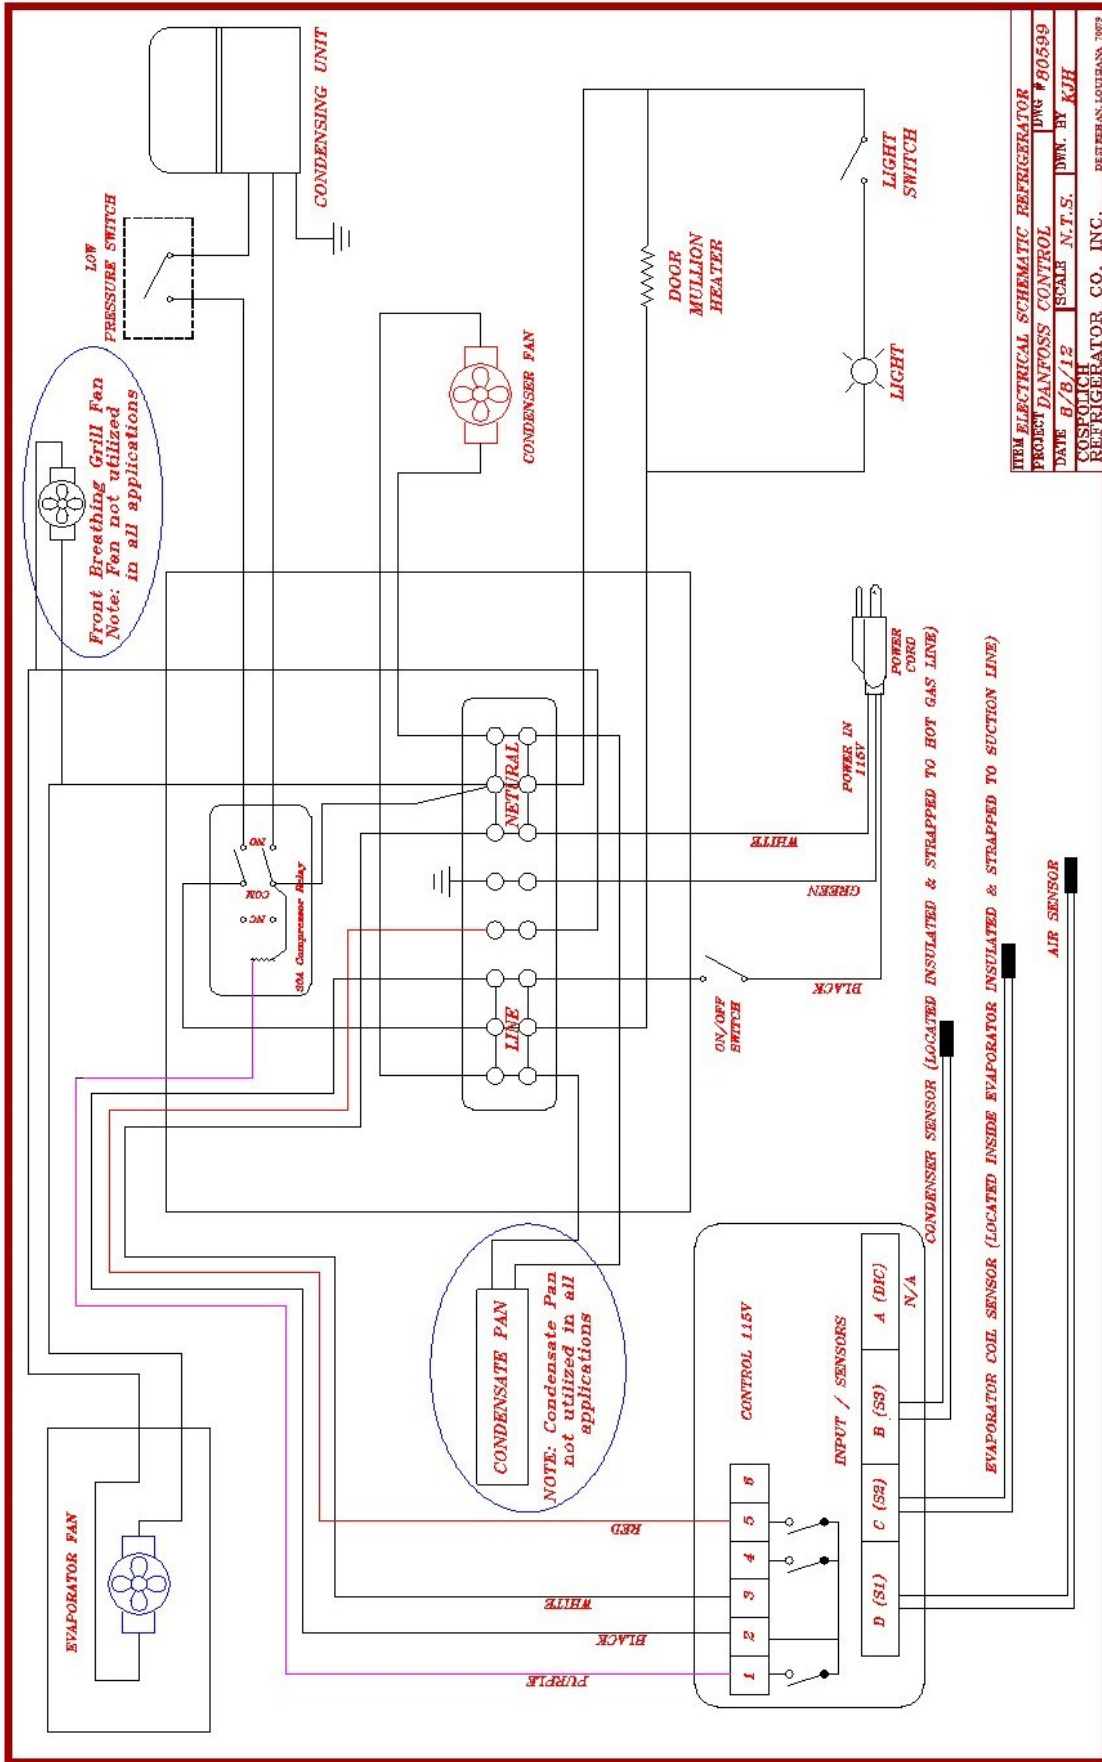 EVAPORATOR FAN
Front Breathing Grill Fan
Note: Fan not utilized
in all applications
LOW
PRESSURE SWITCH
CONDENSING UNIT
30A Compressor Relay
NC
COM
NO
CONDENSER FAN
CONDENSATE PAN
NOTE: Condensate Pan
not utilized in all
applications
LINE
NETURAL
DOOR
MULLION
HEATER
LIGHT
LIGHT
SWITCH
PURPLE
BLACK
WHITE
RED
ON/OFF
SWITCH
BLACK
GREEN
WHITE
POWER IN
115V
POWER
CORD
1 2 3 4 5 6
CONTROL 115V
INPUT / SENSORS
D (S1) C (S2) B (S3) A (DIC)
N/A
CONDENSER SENSOR (LOCATED INSULATED & STRAPPED TO HOT GAS LINE)
EVAPORATOR COIL SENSOR (LOCATED INSIDE EVAPORATOR INSULATED & STRAPPED TO SUCTION LINE)
AIR SENSOR
ITEM ELECTRICAL SCHEMATIC REFRIGERATOR
PROJECT DANFOSS CONTROL DWG #80599
DATE 8/8/12 SCALE N.T.S. DWN. BY KJH
COSPOLICH
REFRIGERATOR CO. INC. DESTREHAN, LOUISIANA 70079